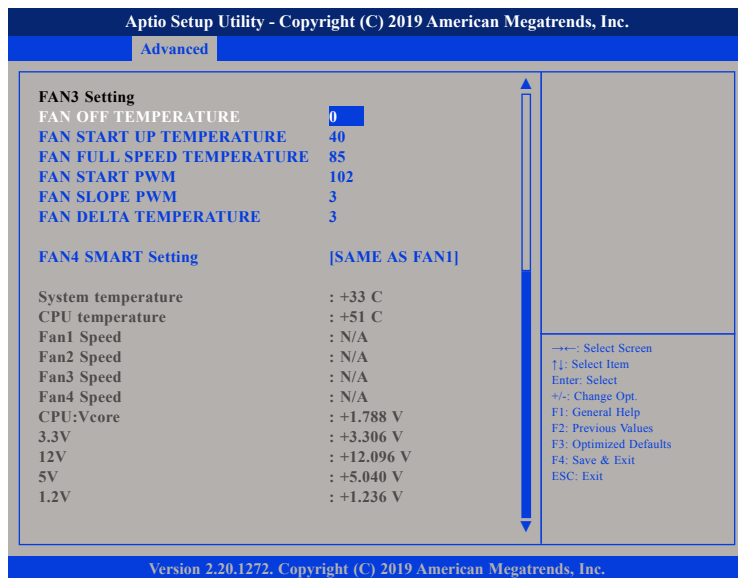 Aptio Setup Utility - Copyright (C) 2019 American Megatrends, Inc.
Advanced
FAN3 Setting
FAN OFF TEMPERATURE 0
FAN START UP TEMPERATURE 40
FAN FULL SPEED TEMPERATURE 85
FAN START PWM 102
FAN SLOPE PWM 3
FAN DELTA TEMPERATURE 3
FAN4 SMART Setting [SAME AS FAN1]
System temperature : +33 C
CPU temperature : +51 C
Fan1 Speed : N/A
Fan2 Speed : N/A
Fan3 Speed : N/A
Fan4 Speed : N/A
CPU:Vcore : +1.788 V
3.3V : +3.306 V
12V : +12.096 V
5V : +5.040 V
1.2V : +1.236 V
→←: Select Screen
↑↓: Select Item
Enter: Select
+/-: Change Opt.
F1: General Help
F2: Previous Values
F3: Optimized Defaults
F4: Save & Exit
ESC: Exit
Version 2.20.1272. Copyright (C) 2019 American Megatrends, Inc.